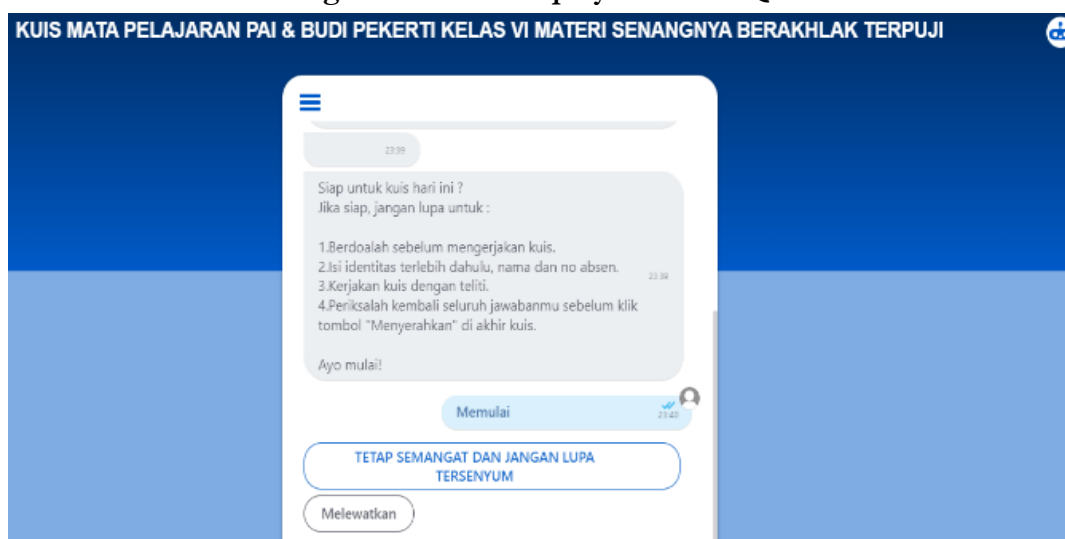 KUIS MATA PELAJARAN PAI & BUDI PEKERTI KELAS VI MATERI SENANGNYA BERAKHLAK TERPUJI
23:39
Siap untuk kuis hari ini ?
Jika siap, jangan lupa untuk :
1.Berdoalah sebelum mengerjakan kuis.
2.Isi identitas terlebih dahulu, nama dan no absen.
23:39
3.Kerjakan kuis dengan teliti.
4.Periksalah kembali seluruh jawabanmu sebelum klik
tombol "Menyerahkan" di akhir kuis.
Ayo mulai!
Memulai
23:40
TETAP SEMANGAT DAN JANGAN LUPA
TERSENYUM
Melewatkan